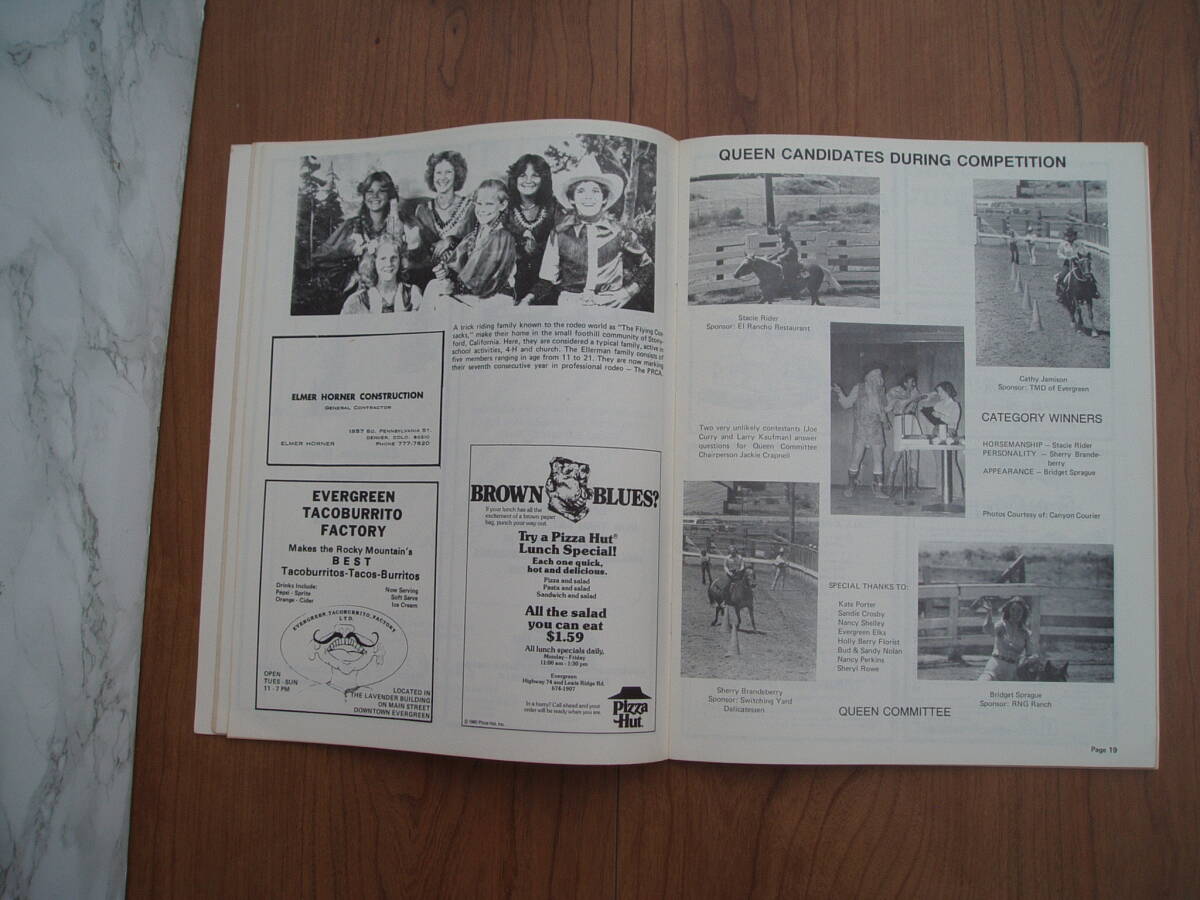 A trick riding family known to the rodeo world as "The Flying Cos-
sacks," make their home in the small foothill community of Stony-
ford, California. Here, they are considered a typical family, active in
school activities, 4-H and church. The Ellerman family consists of
five members ranging in age from 11 to 21. They are now marking
their seventh consecutive year in professional rodeo — The PRCA.
ELMER HORNER CONSTRUCTION
GENERAL CONTRACTOR
1957 SO. PENNSYLVANIA ST.
DENVER, COLO. 80210
ELMER HORNER
PHONE 777-7820
EVERGREEN
TACOBURRITO
FACTORY
Makes the Rocky Mountain's
BEST
Tacoburritos-Tacos-Burritos
Drinks Include:
Pepsi - Sprite
Orange - Cider
Now Serving
Soft Serve
Ice Cream
EVERGREEN TACOBURRITO FACTORY
LTD.
OPEN
TUES - SUN
11 - 7 PM
LOCATED IN
THE LAVENDER BUILDING
ON MAIN STREET
DOWNTOWN EVERGREEN
BROWN BLUES?
If your lunch has all the
excitement of a brown paper
bag, punch your way out.
Try a Pizza Hut®
Lunch Special!
Each one quick,
hot and delicious.
Pizza and salad
Pasta and salad
Sandwich and salad
All the salad
you can eat
$1.59
All lunch specials daily,
Monday - Friday
11:00 am - 1:30 pm
Evergreen
Highway 74 and Lewis Ridge Rd.
674-1907
In a hurry? Call ahead and your
order will be ready when you are.
© 1980 Pizza Hut, Inc.
Pizza
Hut
QUEEN CANDIDATES DURING COMPETITION
Stacie Rider
Sponsor: El Rancho Restaurant
Cathy Jamison
Sponsor: TMD of Evergreen
Two very unlikely contestants (Joe
Curry and Larry Kaufman) answer
questions for Queen Committee
Chairperson Jackie Crapnell
CATEGORY WINNERS
HORSEMANSHIP — Stacie Rider
PERSONALITY — Sherry Brande-
berry
APPEARANCE — Bridget Sprague
Photos Courtesy of: Canyon Courier
SPECIAL THANKS TO:
Kate Porter
Sandie Crosby
Nancy Shelley
Evergreen Elks
Holly Berry Florist
Bud & Sandy Nolan
Nancy Perkins
Sheryl Rowe
Sherry Brandeberry
Sponsor: Switching Yard
Delicatessen
Bridget Sprague
Sponsor: RNG Ranch
QUEEN COMMITTEE
Page 19